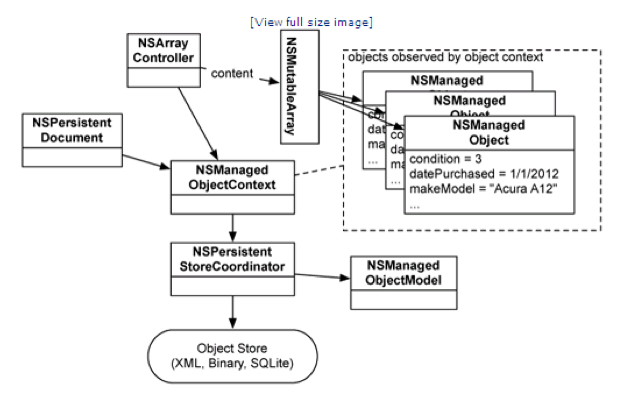 [View full size image]
NSArray
Controller
content
NSMutableArray
objects observed by object context
NSManaged
NSManaged
Object
NSManaged
Object
condition = 3
datePurchased = 1/1/2012
makeModel = "Acura A12"
...
con
dat
ma
...
co
da
ma
...
NSPersistent
Document
NSManaged
ObjectContext
NSPersistent
StoreCoordinator
NSManaged
ObjectModel
Object Store
(XML, Binary, SQLite)